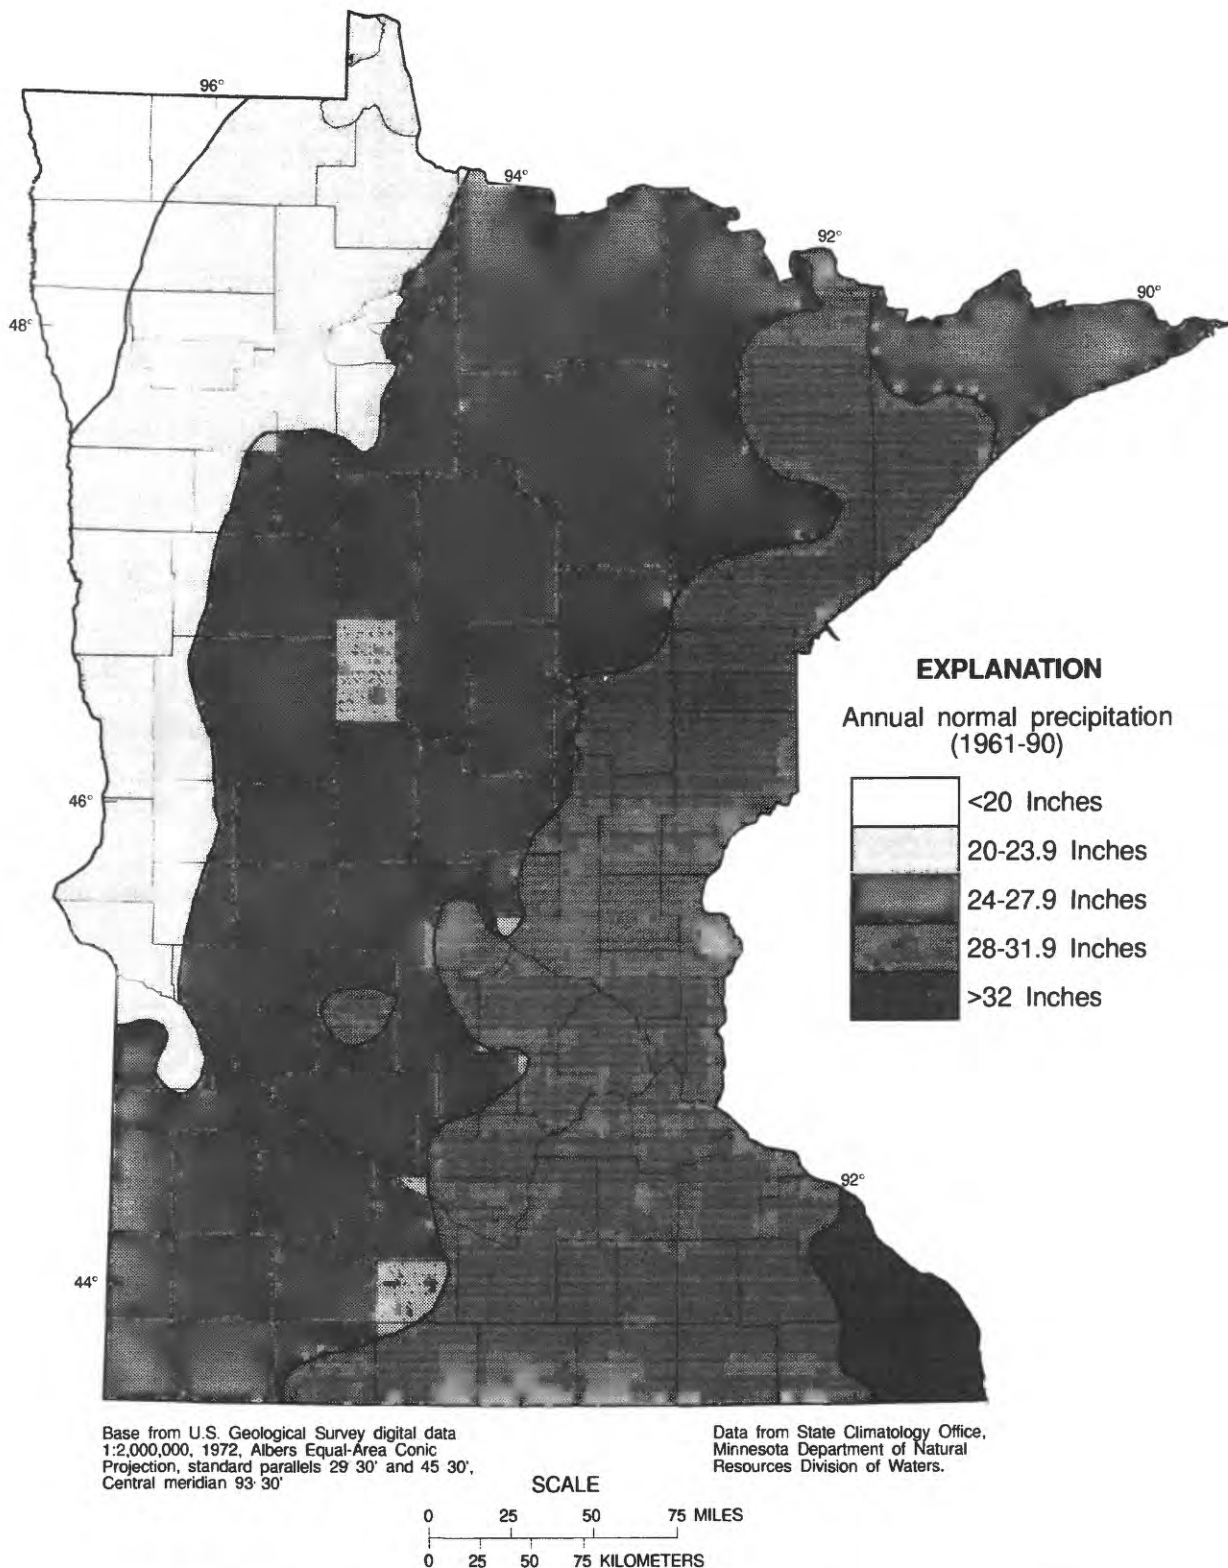 96°
94°
92°
90°
48°
EXPLANATION
Annual normal precipitation
(1961-90)
<20 Inches
20-23.9 Inches
46°
24-27.9 Inches
28-31.9 Inches
>32 Inches
92°
44°
Base from U.S. Geological Survey digital data
1:2,000,000, 1972, Albers Equal-Area Conic
Projection, standard parallels 29 30' and 45 30',
Central meridian 93 30'
Data from State Climatology Office,
Minnesota Department of Natural
Resources Division of Waters.
SCALE
0 25 50 75 MILES
0 25 50 75 KILOMETERS